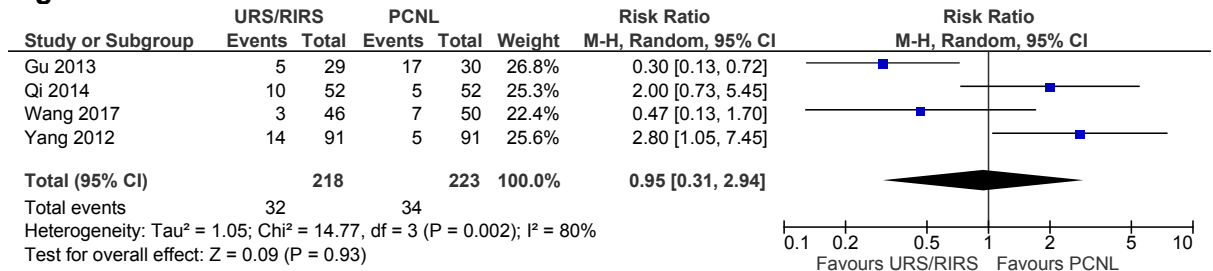 URS/RIRS PCNL Risk Ratio Risk Ratio
Study or Subgroup Events Total Events Total Weight M-H, Random, 95% CI M-H, Random, 95% CI
Gu 2013 5 29 17 30 26.8% 0.30 [0.13, 0.72]
Qi 2014 10 52 5 52 25.3% 2.00 [0.73, 5.45]
Wang 2017 3 46 7 50 22.4% 0.47 [0.13, 1.70]
Yang 2012 14 91 5 91 25.6% 2.80 [1.05, 7.45]
Total (95% CI) 218 223 100.0% 0.95 [0.31, 2.94]
Total events 32 34
Heterogeneity: Tau² = 1.05; Chi² = 14.77, df = 3 (P = 0.002); I² = 80%
Test for overall effect: Z = 0.09 (P = 0.93)
0.1 0.2 0.5 1 2 5 10
Favours URS/RIRS Favours PCNL